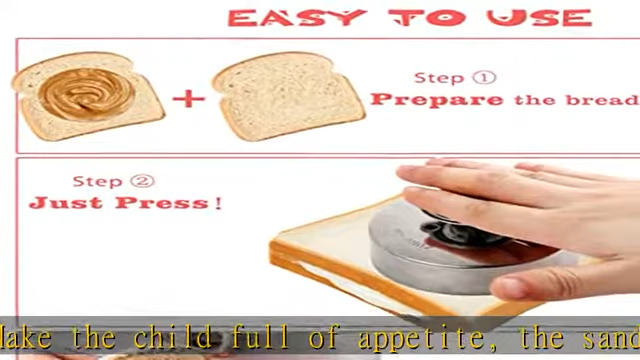 EASY TO USE
Step ①
Prepare the bread
Step ②
Just Press!
Make the child full of appetite, the sand